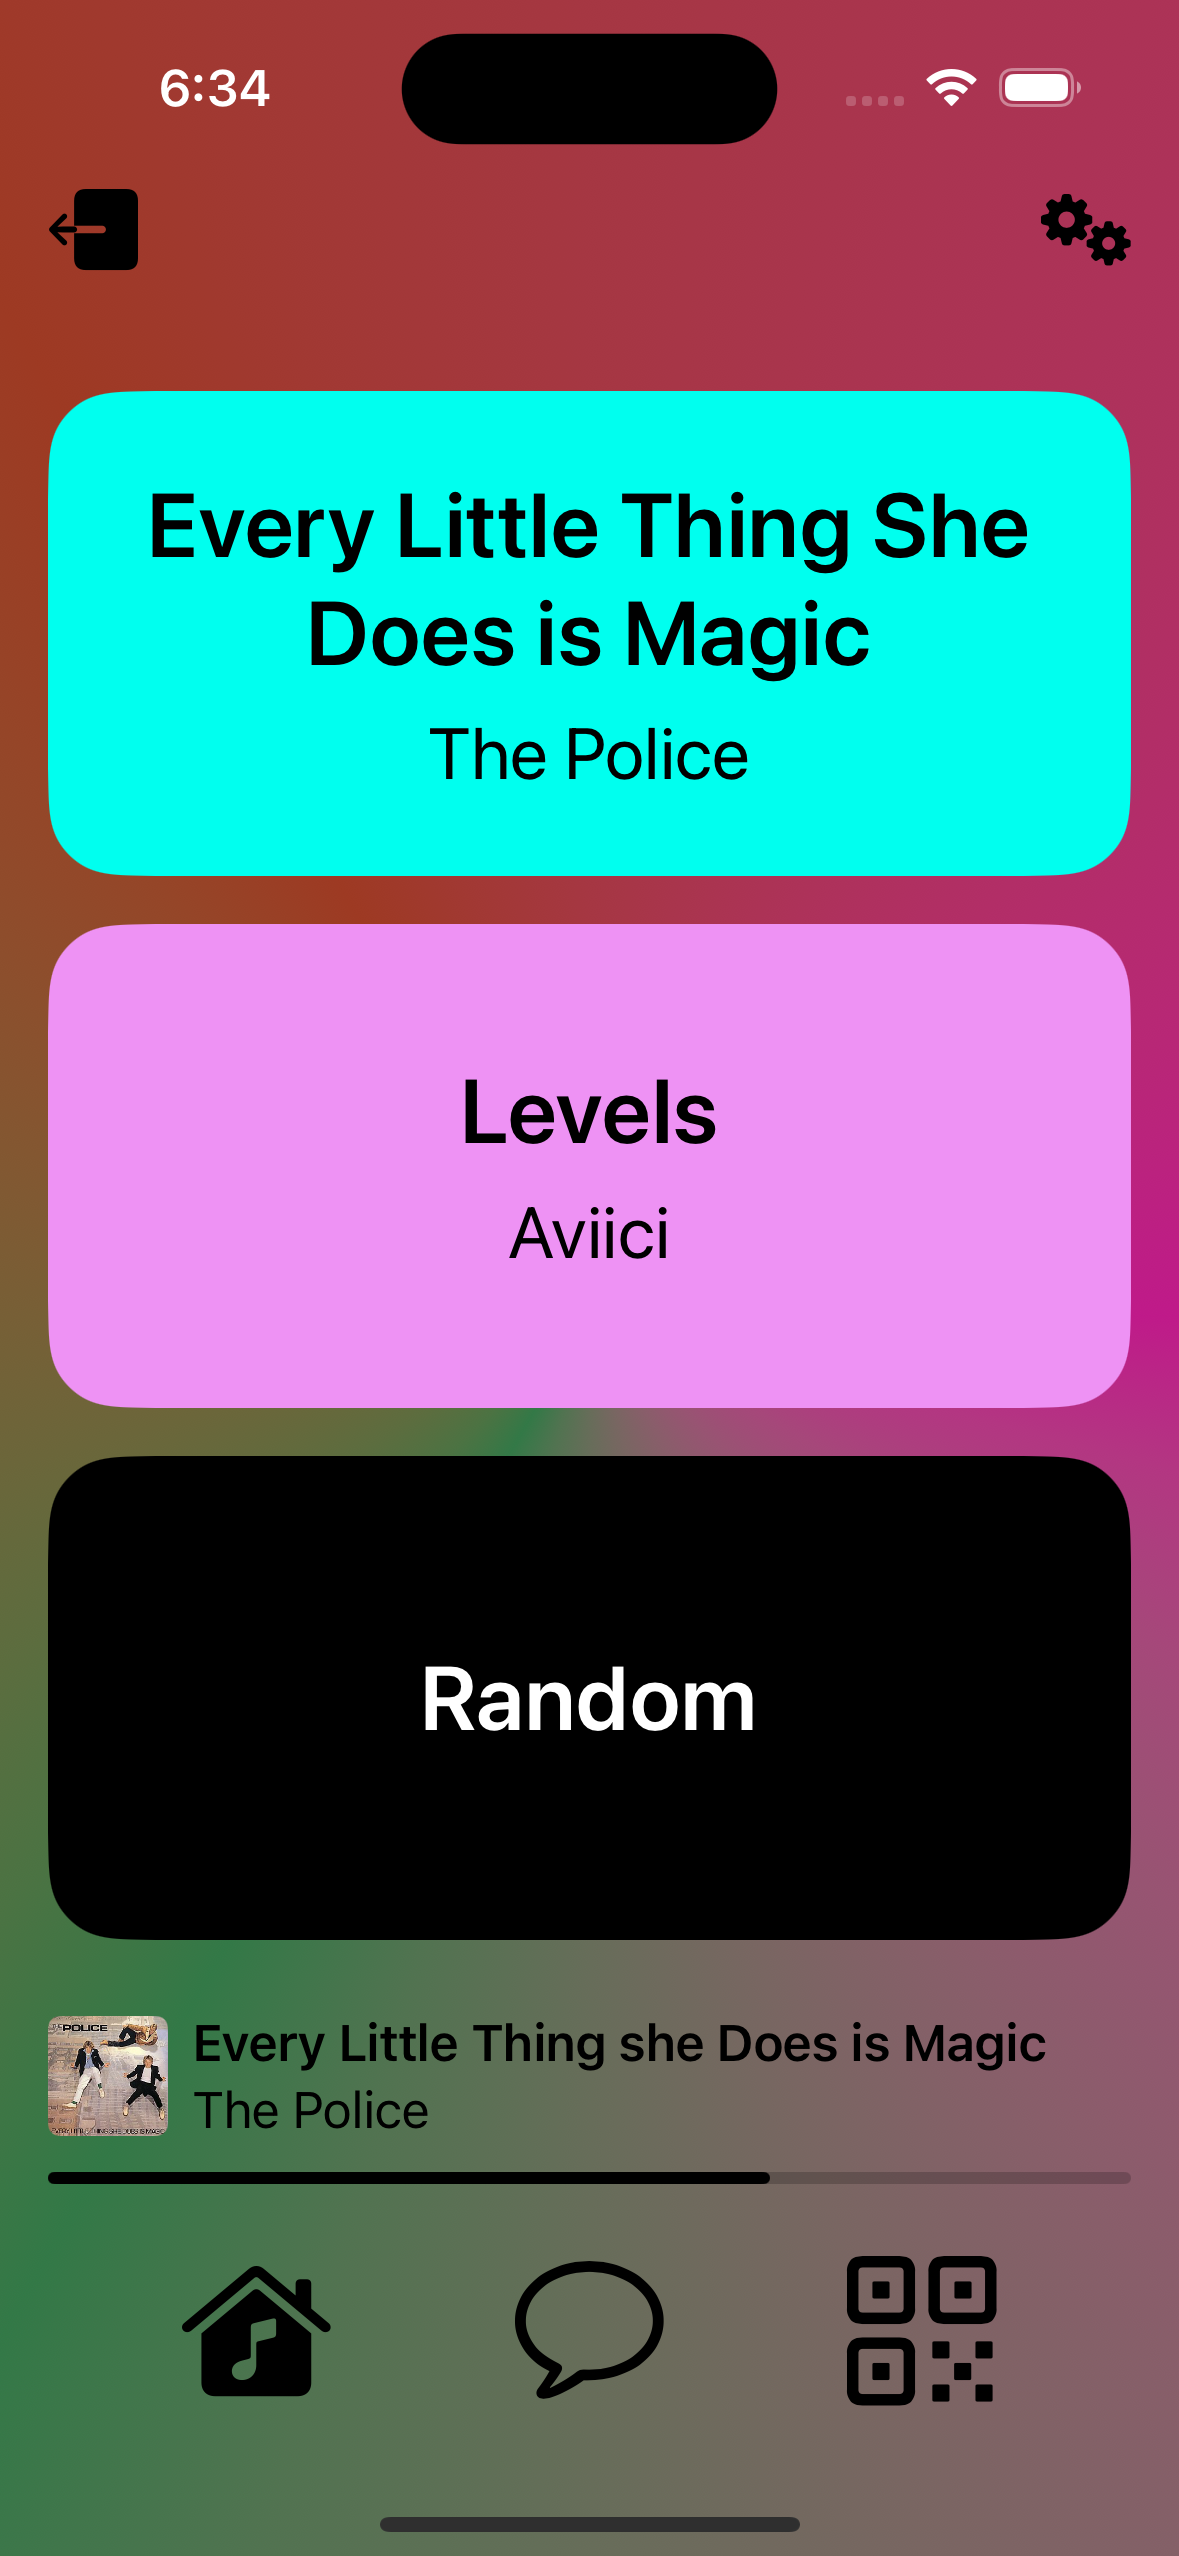 6:34
Every Little Thing She
Does is Magic
The Police
Levels
Aviici
Random
POLICE
Every Little Thing she Does is Magic
The Police